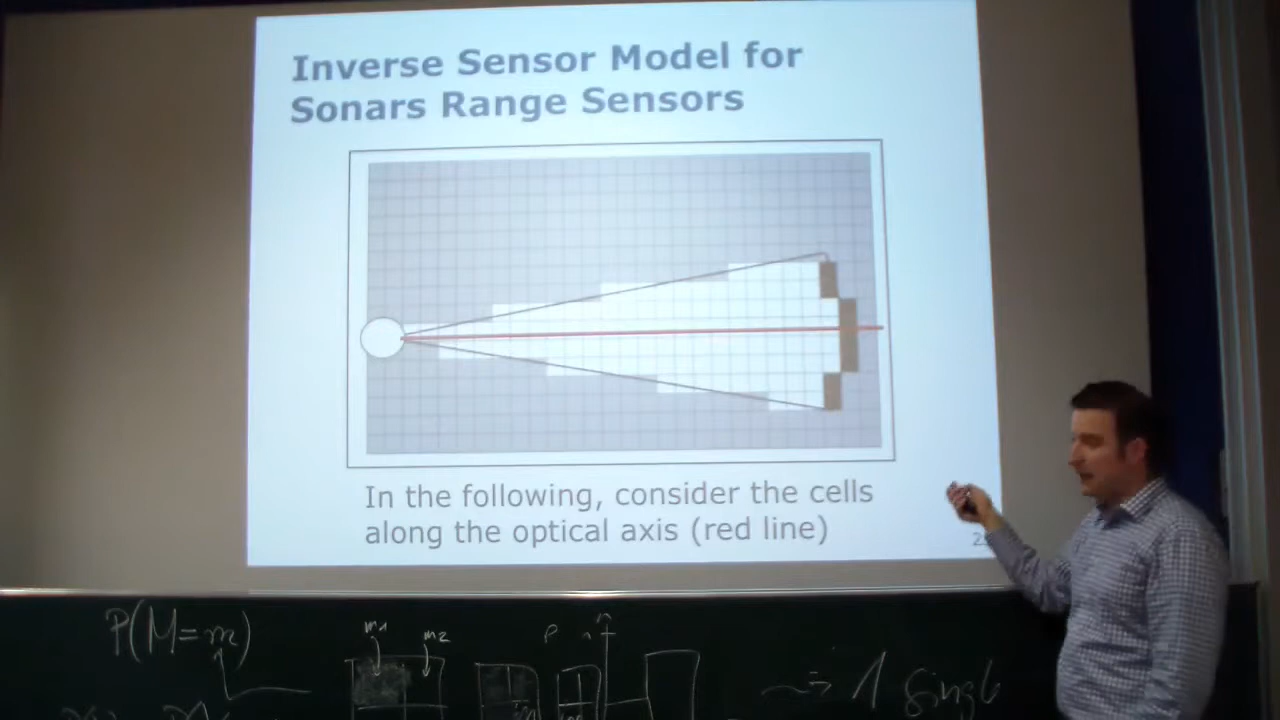 Inverse Sensor Model for
Sonars Range Sensors
In the following, consider the cells
along the optical axis (red line)
P(M=m)
m1
m2
P
1 single